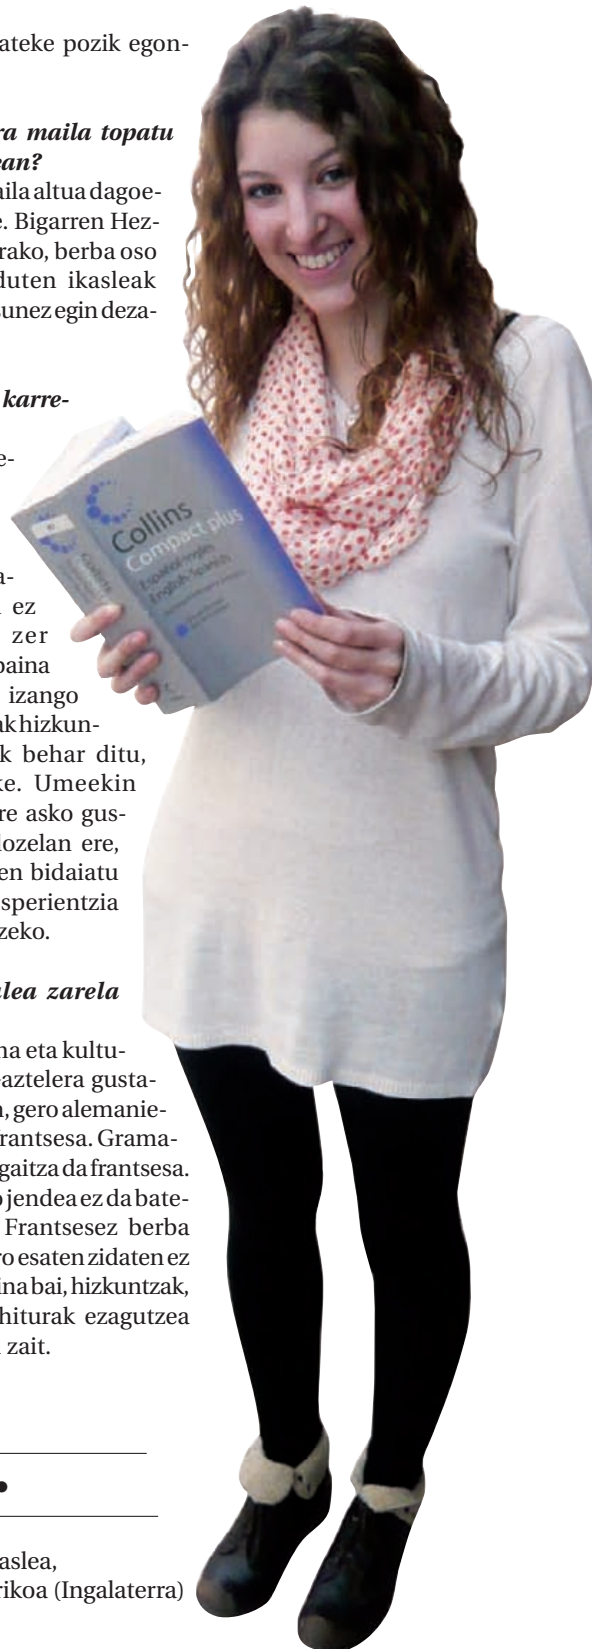 ateke pozik egon-
ra maila topatu
ean?
aila altua dagoe-
e. Bigarren Hez-
rako, berba oso
duten ikasleak
sunez egin deza-
karre-
e-
a-
ez
zer
baina
izango
ak hizkun-
k behar ditu,
ke. Umeekin
re asko gus-
lozelan ere,
en bidaiatu
sperientzia
zeko.
alea zarela
na eta kultu-
aztelera gusta-
n, gero alemanie-
frantsesa. Grama-
gaitza da frantsesa.
o jendea ez da bate-
Frantsesez berba
ro esaten zidaten ez
ina bai, hizkuntzak,
hiturak ezagutzea
zait.
aslea,
rikoa (Ingalaterra)
Collins
Compact plus
Español-Inglés
English-Spanish